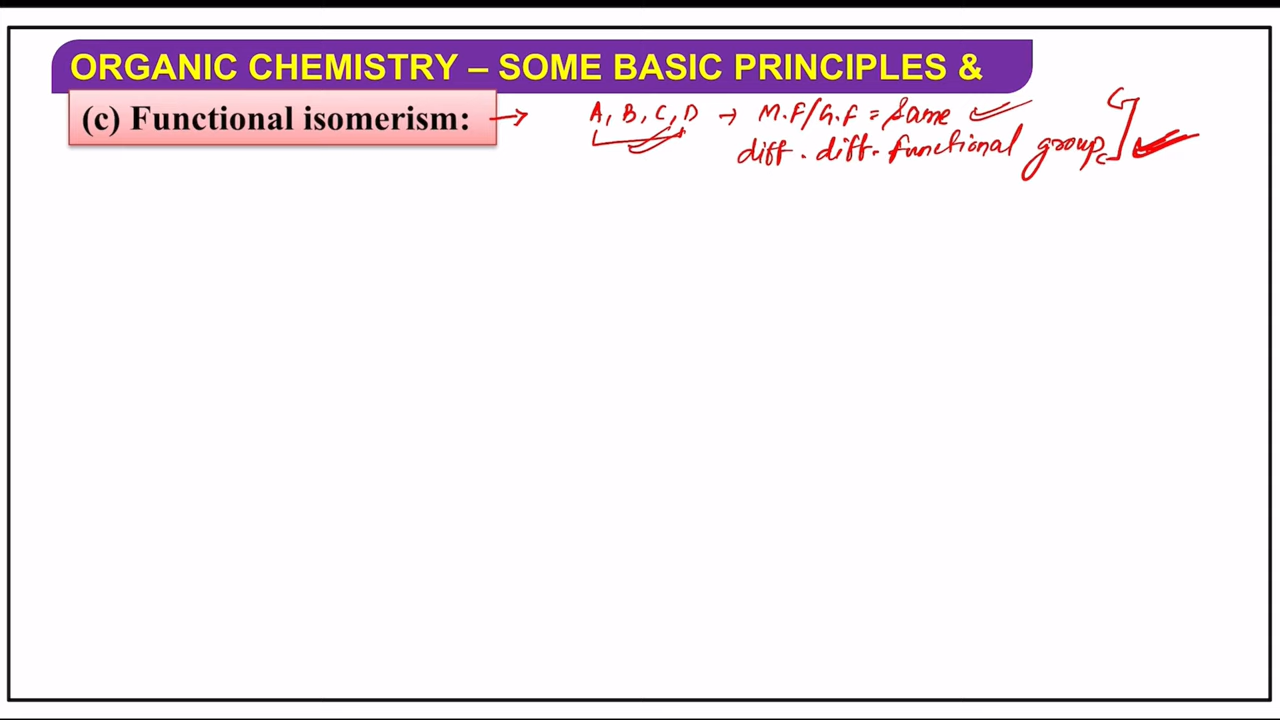 ORGANIC CHEMISTRY – SOME BASIC PRINCIPLES &
(c) Functional isomerism: → A, B, C, D → M.F/G.F = Same
diff. diff. functional group